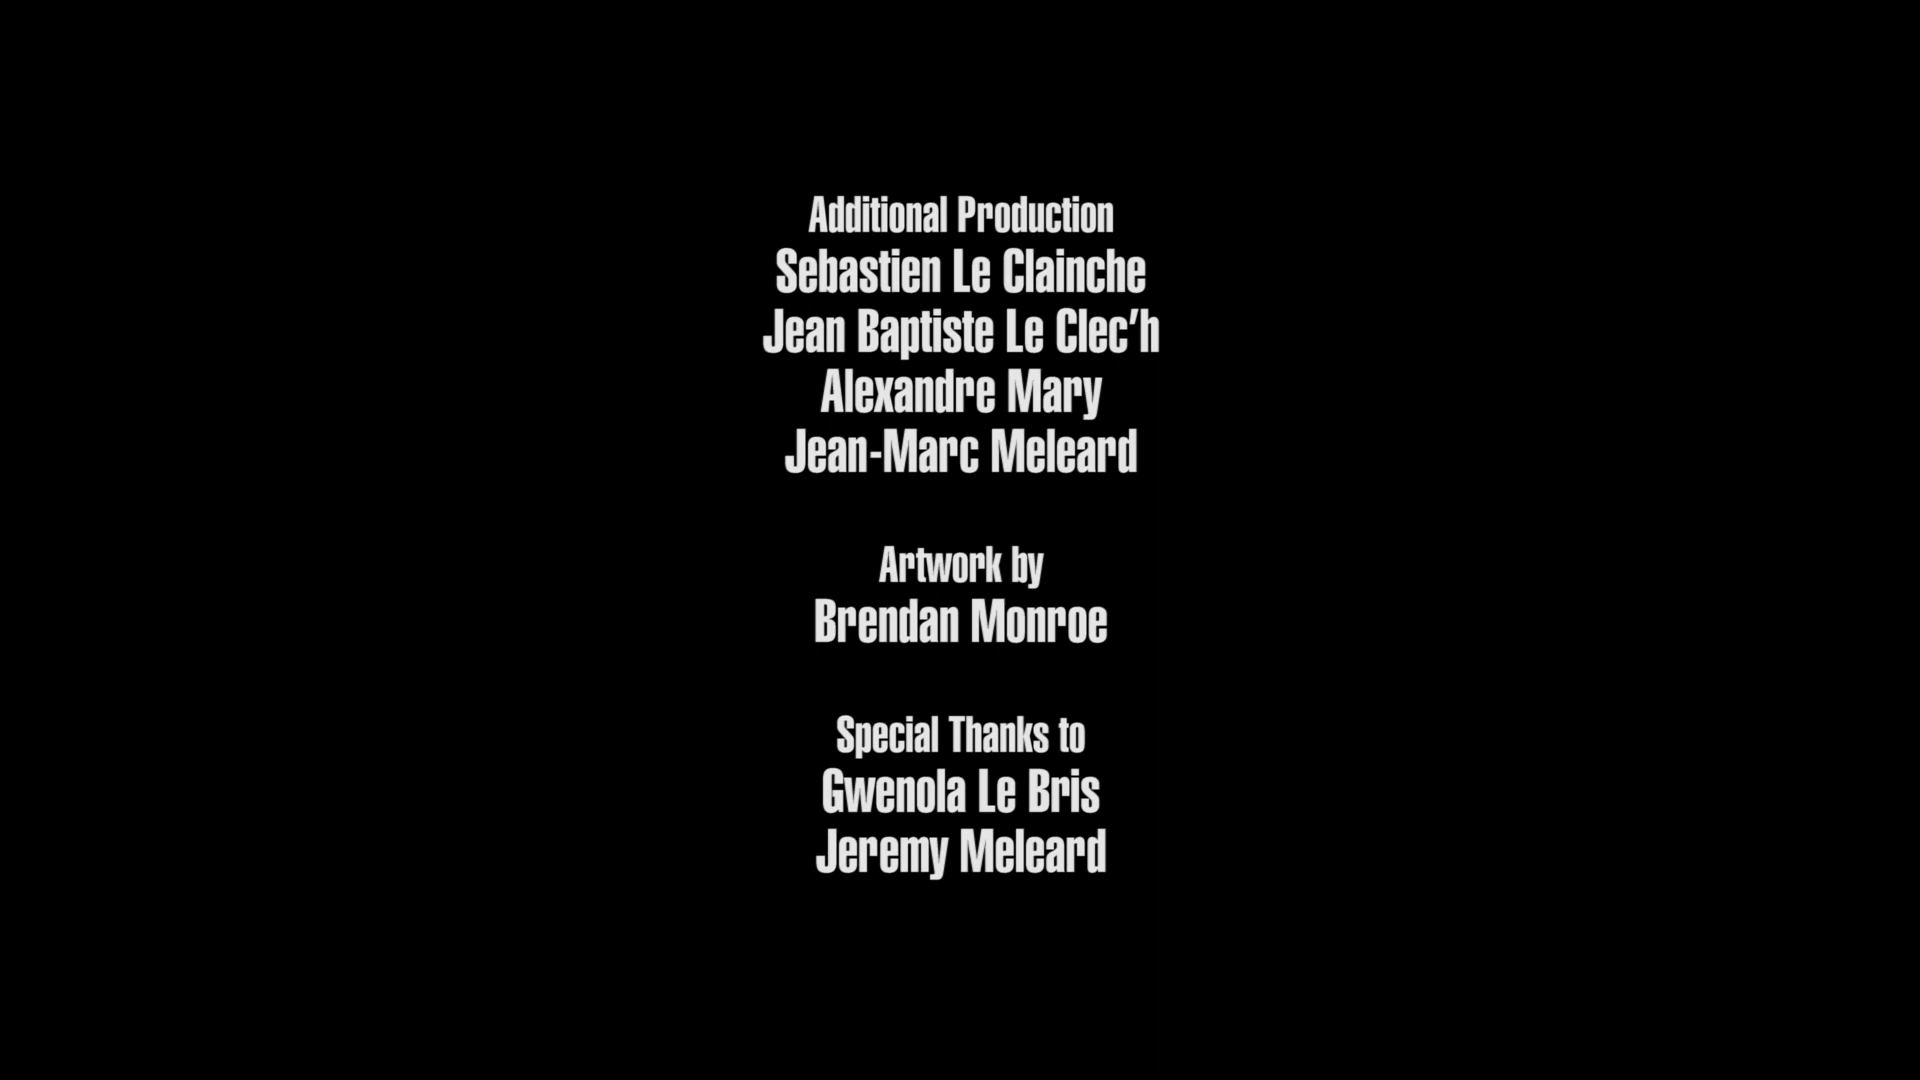 Additional Production
Sebastien Le Clainche
Jean Baptiste Le Clec’h
Alexandre Mary
Jean-Marc Meleard
Artwork by
Brendan Monroe
Special Thanks to
Gwenola Le Bris
Jeremy Meleard